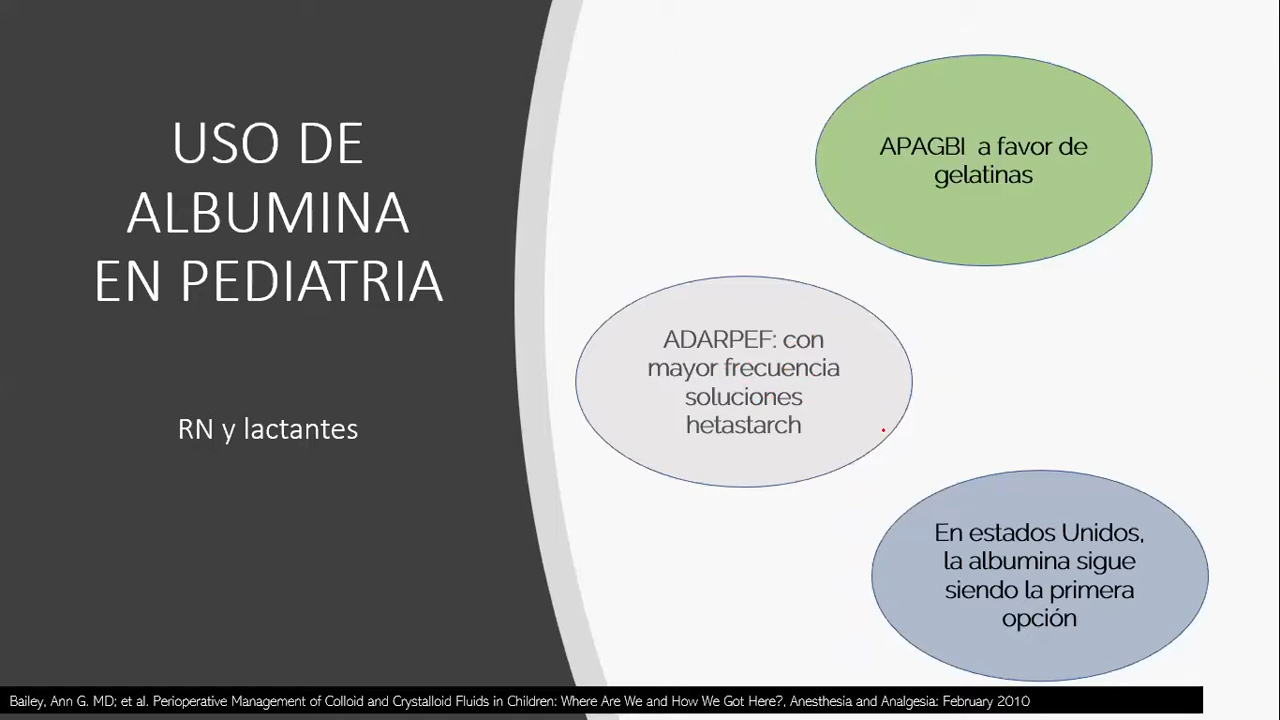 USO DE
ALBUMINA
EN PEDIATRIA
RN y lactantes
APAGBI a favor de
gelatinas
ADARPEF: con
mayor frecuencia
soluciones
hetastarch
En estados Unidos,
la albumina sigue
siendo la primera
opción
Bailey, Ann G. MD; et al. Perioperative Management of Colloid and Crystalloid Fluids in Children: Where Are We and How We Got Here?, Anesthesia and Analgesia: February 2010